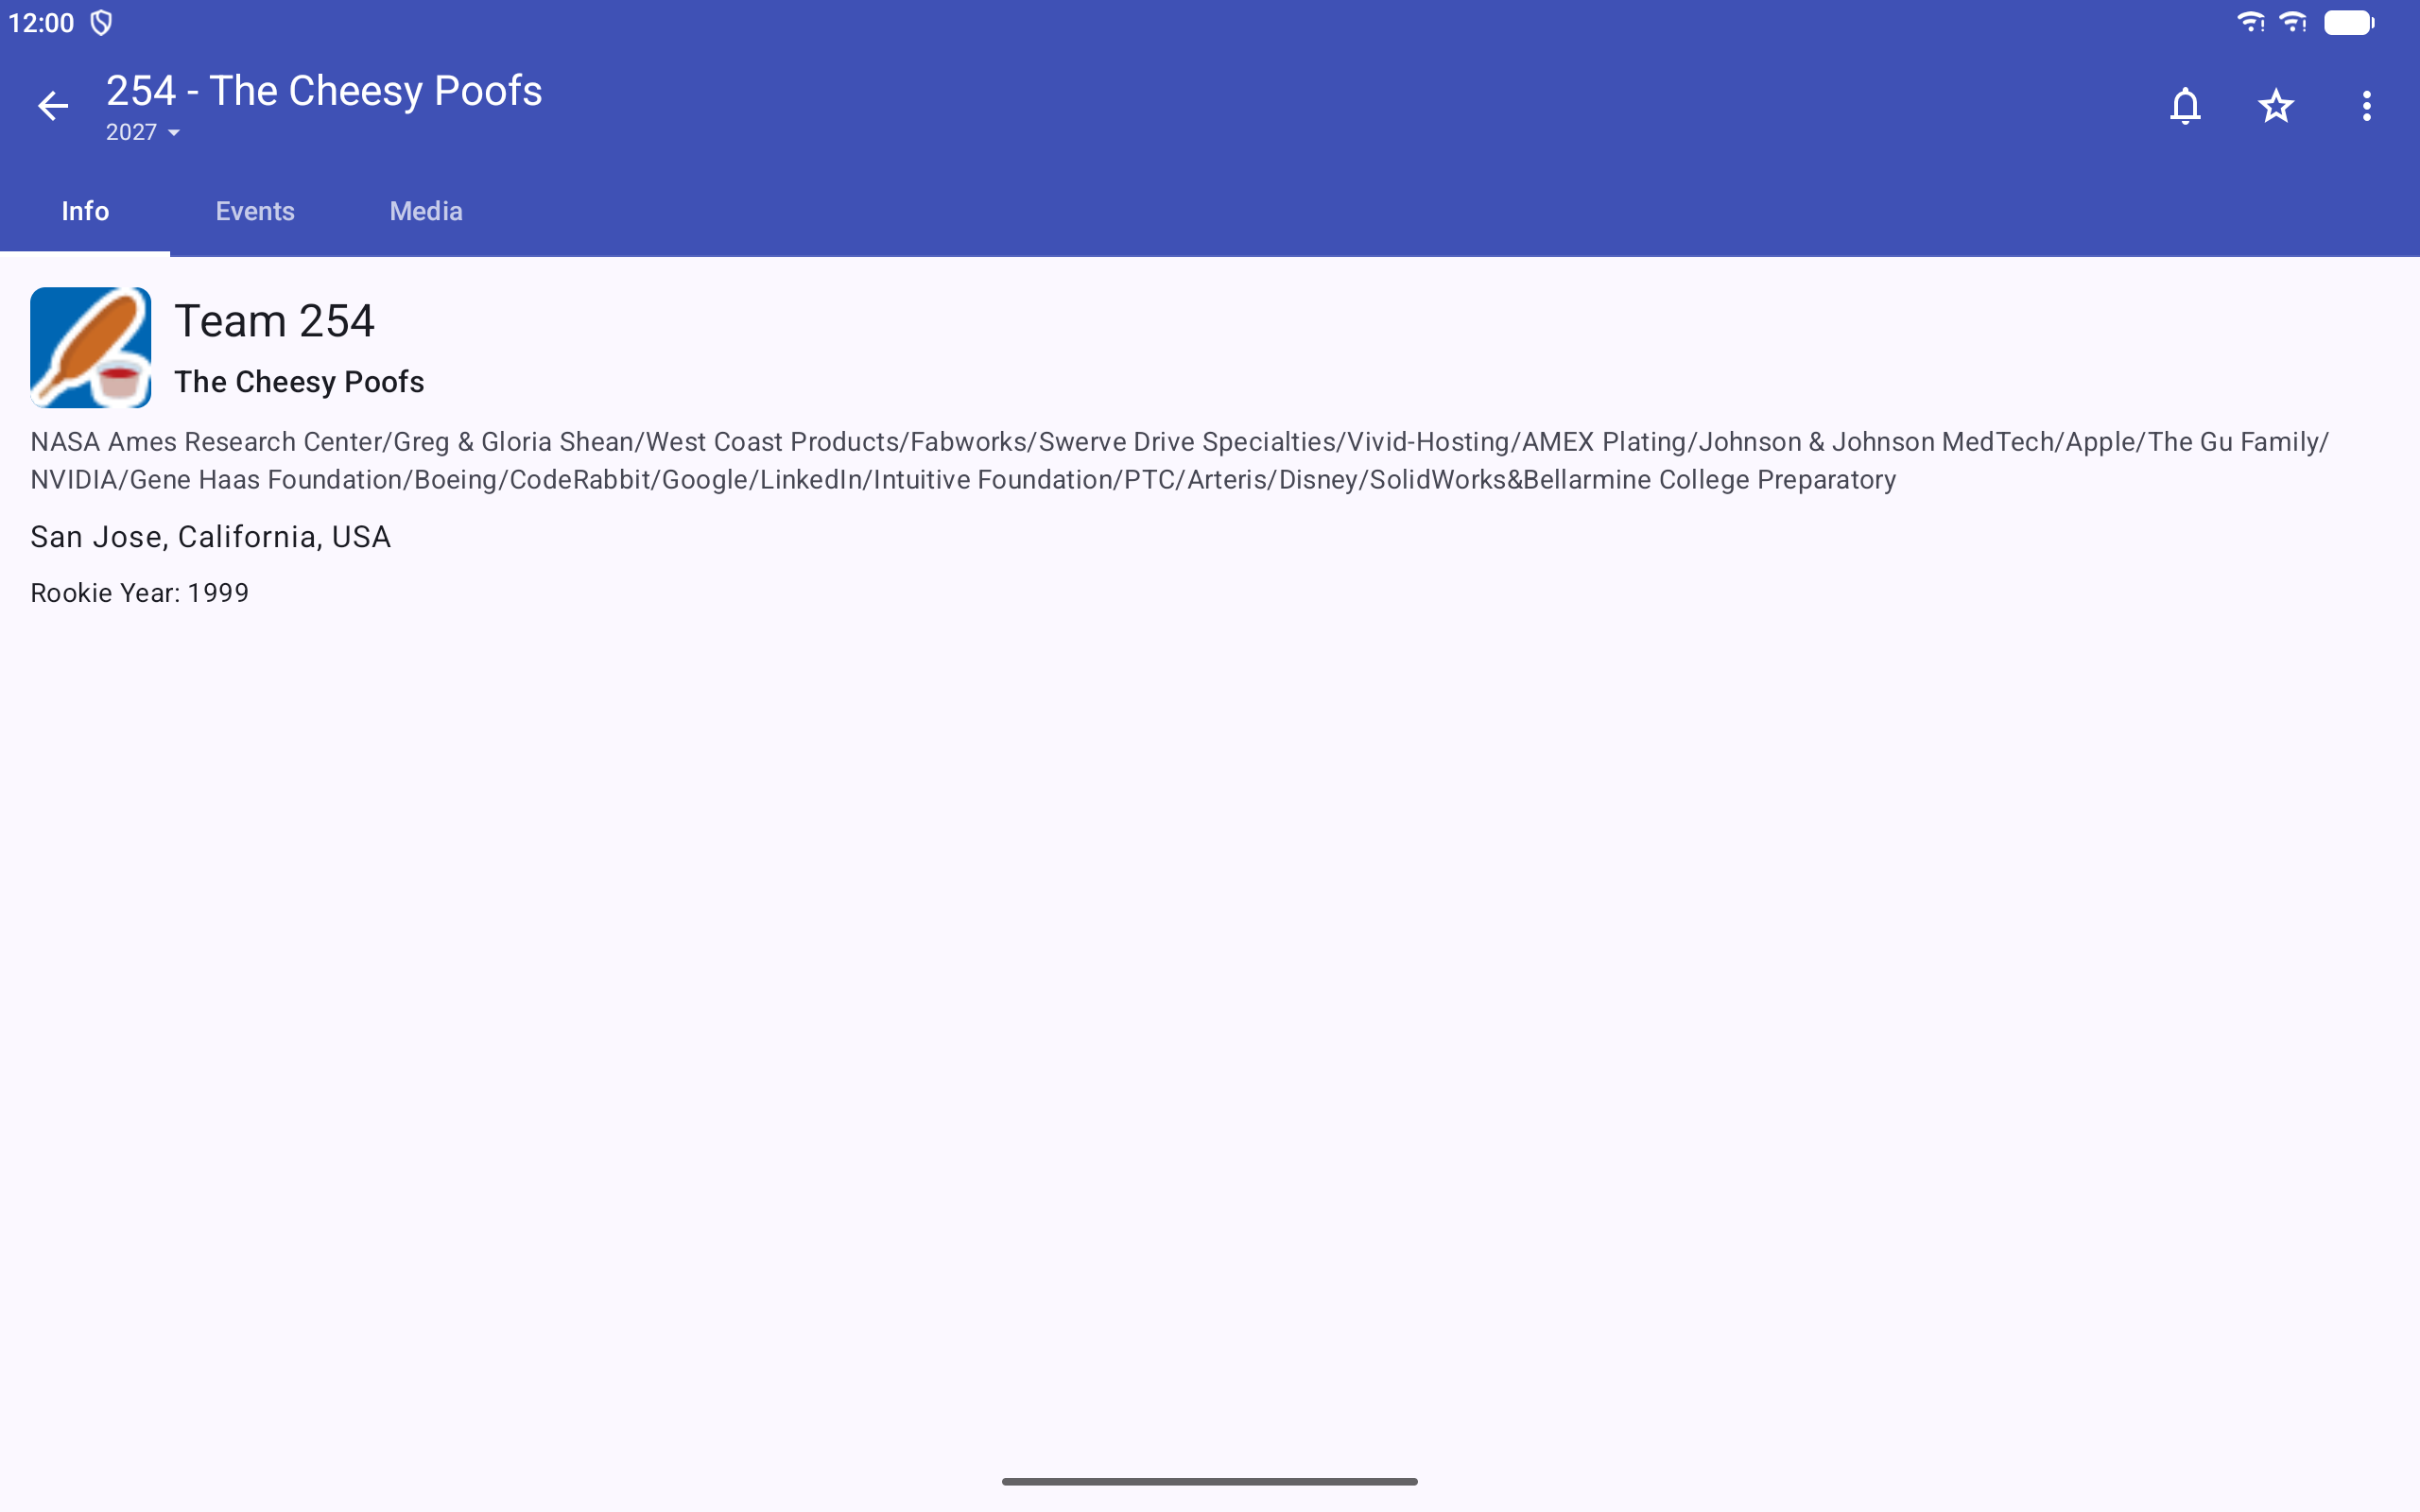 12:00
254 - The Cheesy Poofs
2027
Info
Events
Media
Team 254
The Cheesy Poofs
NASA Ames Research Center/Greg & Gloria Shean/West Coast Products/Fabworks/Swerve Drive Specialties/Vivid-Hosting/AMEX Plating/Johnson & Johnson MedTech/Apple/The Gu Family/
NVIDIA/Gene Haas Foundation/Boeing/CodeRabbit/Google/LinkedIn/Intuitive Foundation/PTC/Arteris/Disney/SolidWorks&Bellarmine College Preparatory
San Jose, California, USA
Rookie Year: 1999